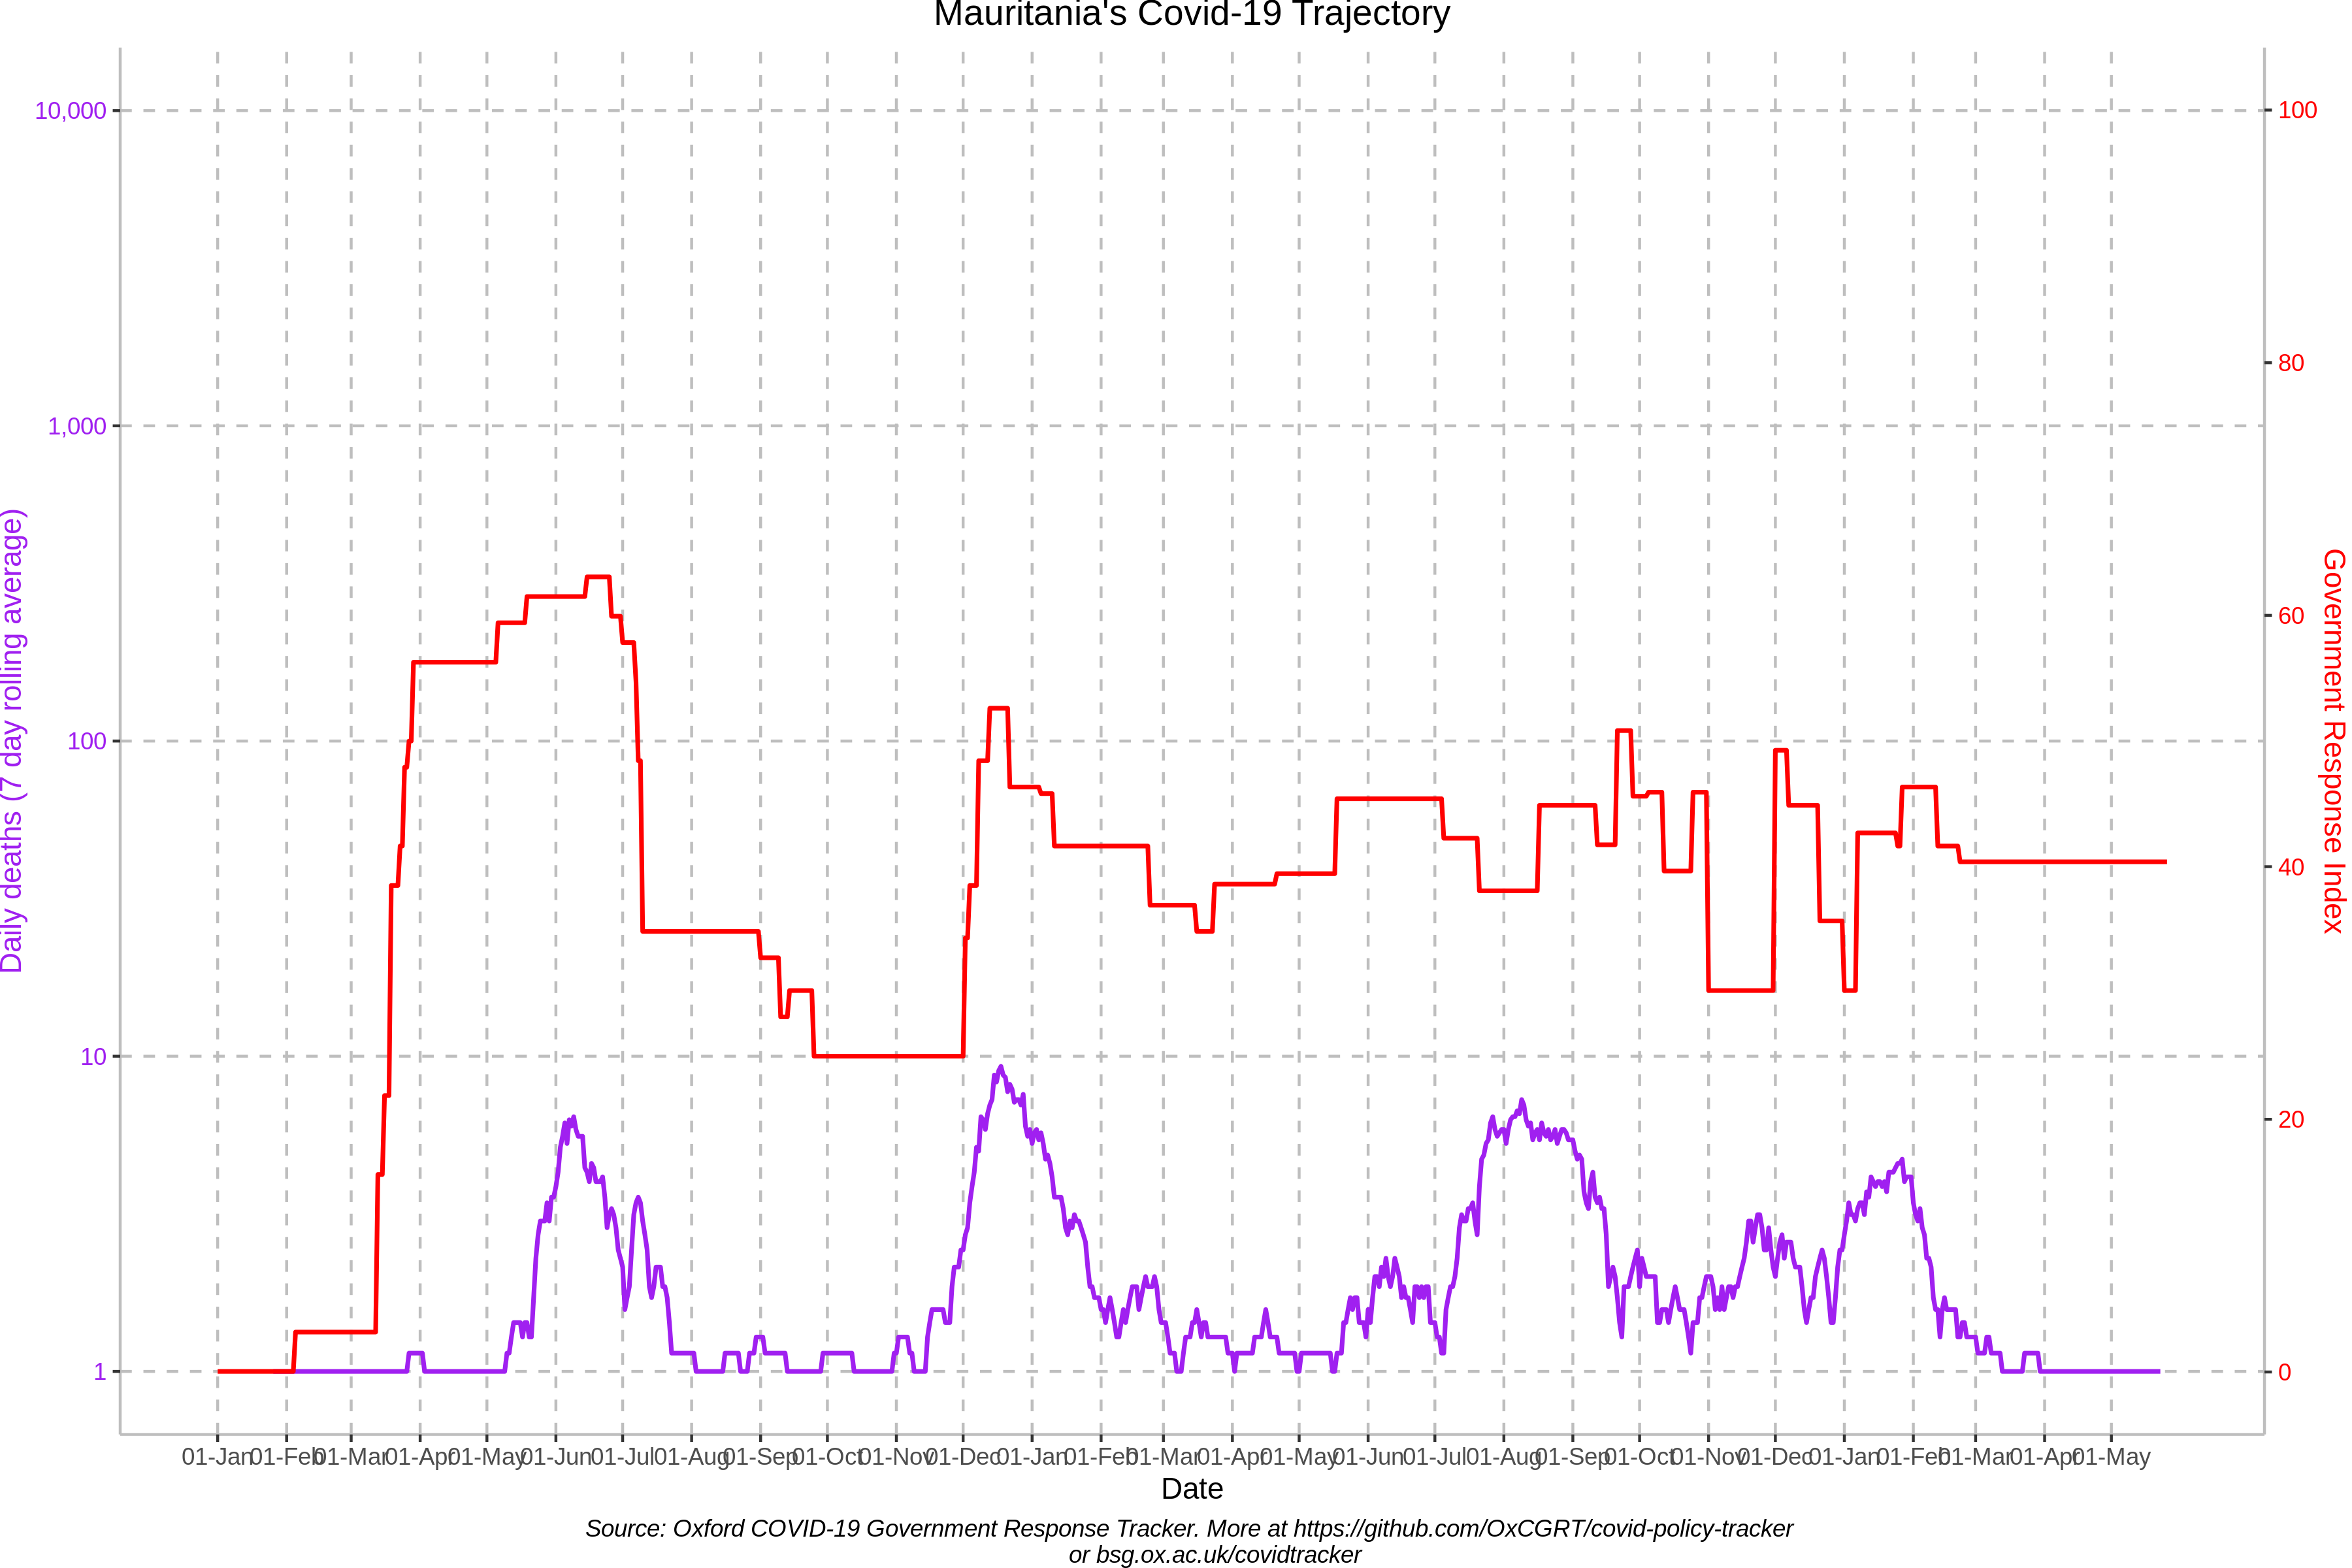 Mauritania's Covid-19 Trajectory
10,000
1,000
100
10
1
Daily deaths (7 day rolling average)
100
80
60
40
20
0
Government Response Index
01-Jan 01-Feb 01-Mar 01-Apr 01-May 01-Jun 01-Jul 01-Aug 01-Sep 01-Oct 01-Nov 01-Dec 01-Jan 01-Feb 01-Mar 01-Apr 01-May 01-Jun 01-Jul 01-Aug 01-Sep 01-Oct 01-Nov 01-Dec 01-Jan 01-Feb 01-Mar 01-Apr 01-May
Date
Source: Oxford COVID-19 Government Response Tracker. More at https://github.com/OxCGRT/covid-policy-tracker
or bsg.ox.ac.uk/covidtracker